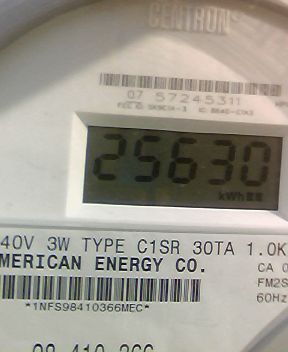 CENTRON
07 57245311
25630
kWh
40V 3W TYPE C1SR 30TA 1.0K
MERICAN ENERGY CO.
CA 0
FM2S
60Hz
*1NFS98410366MEC*